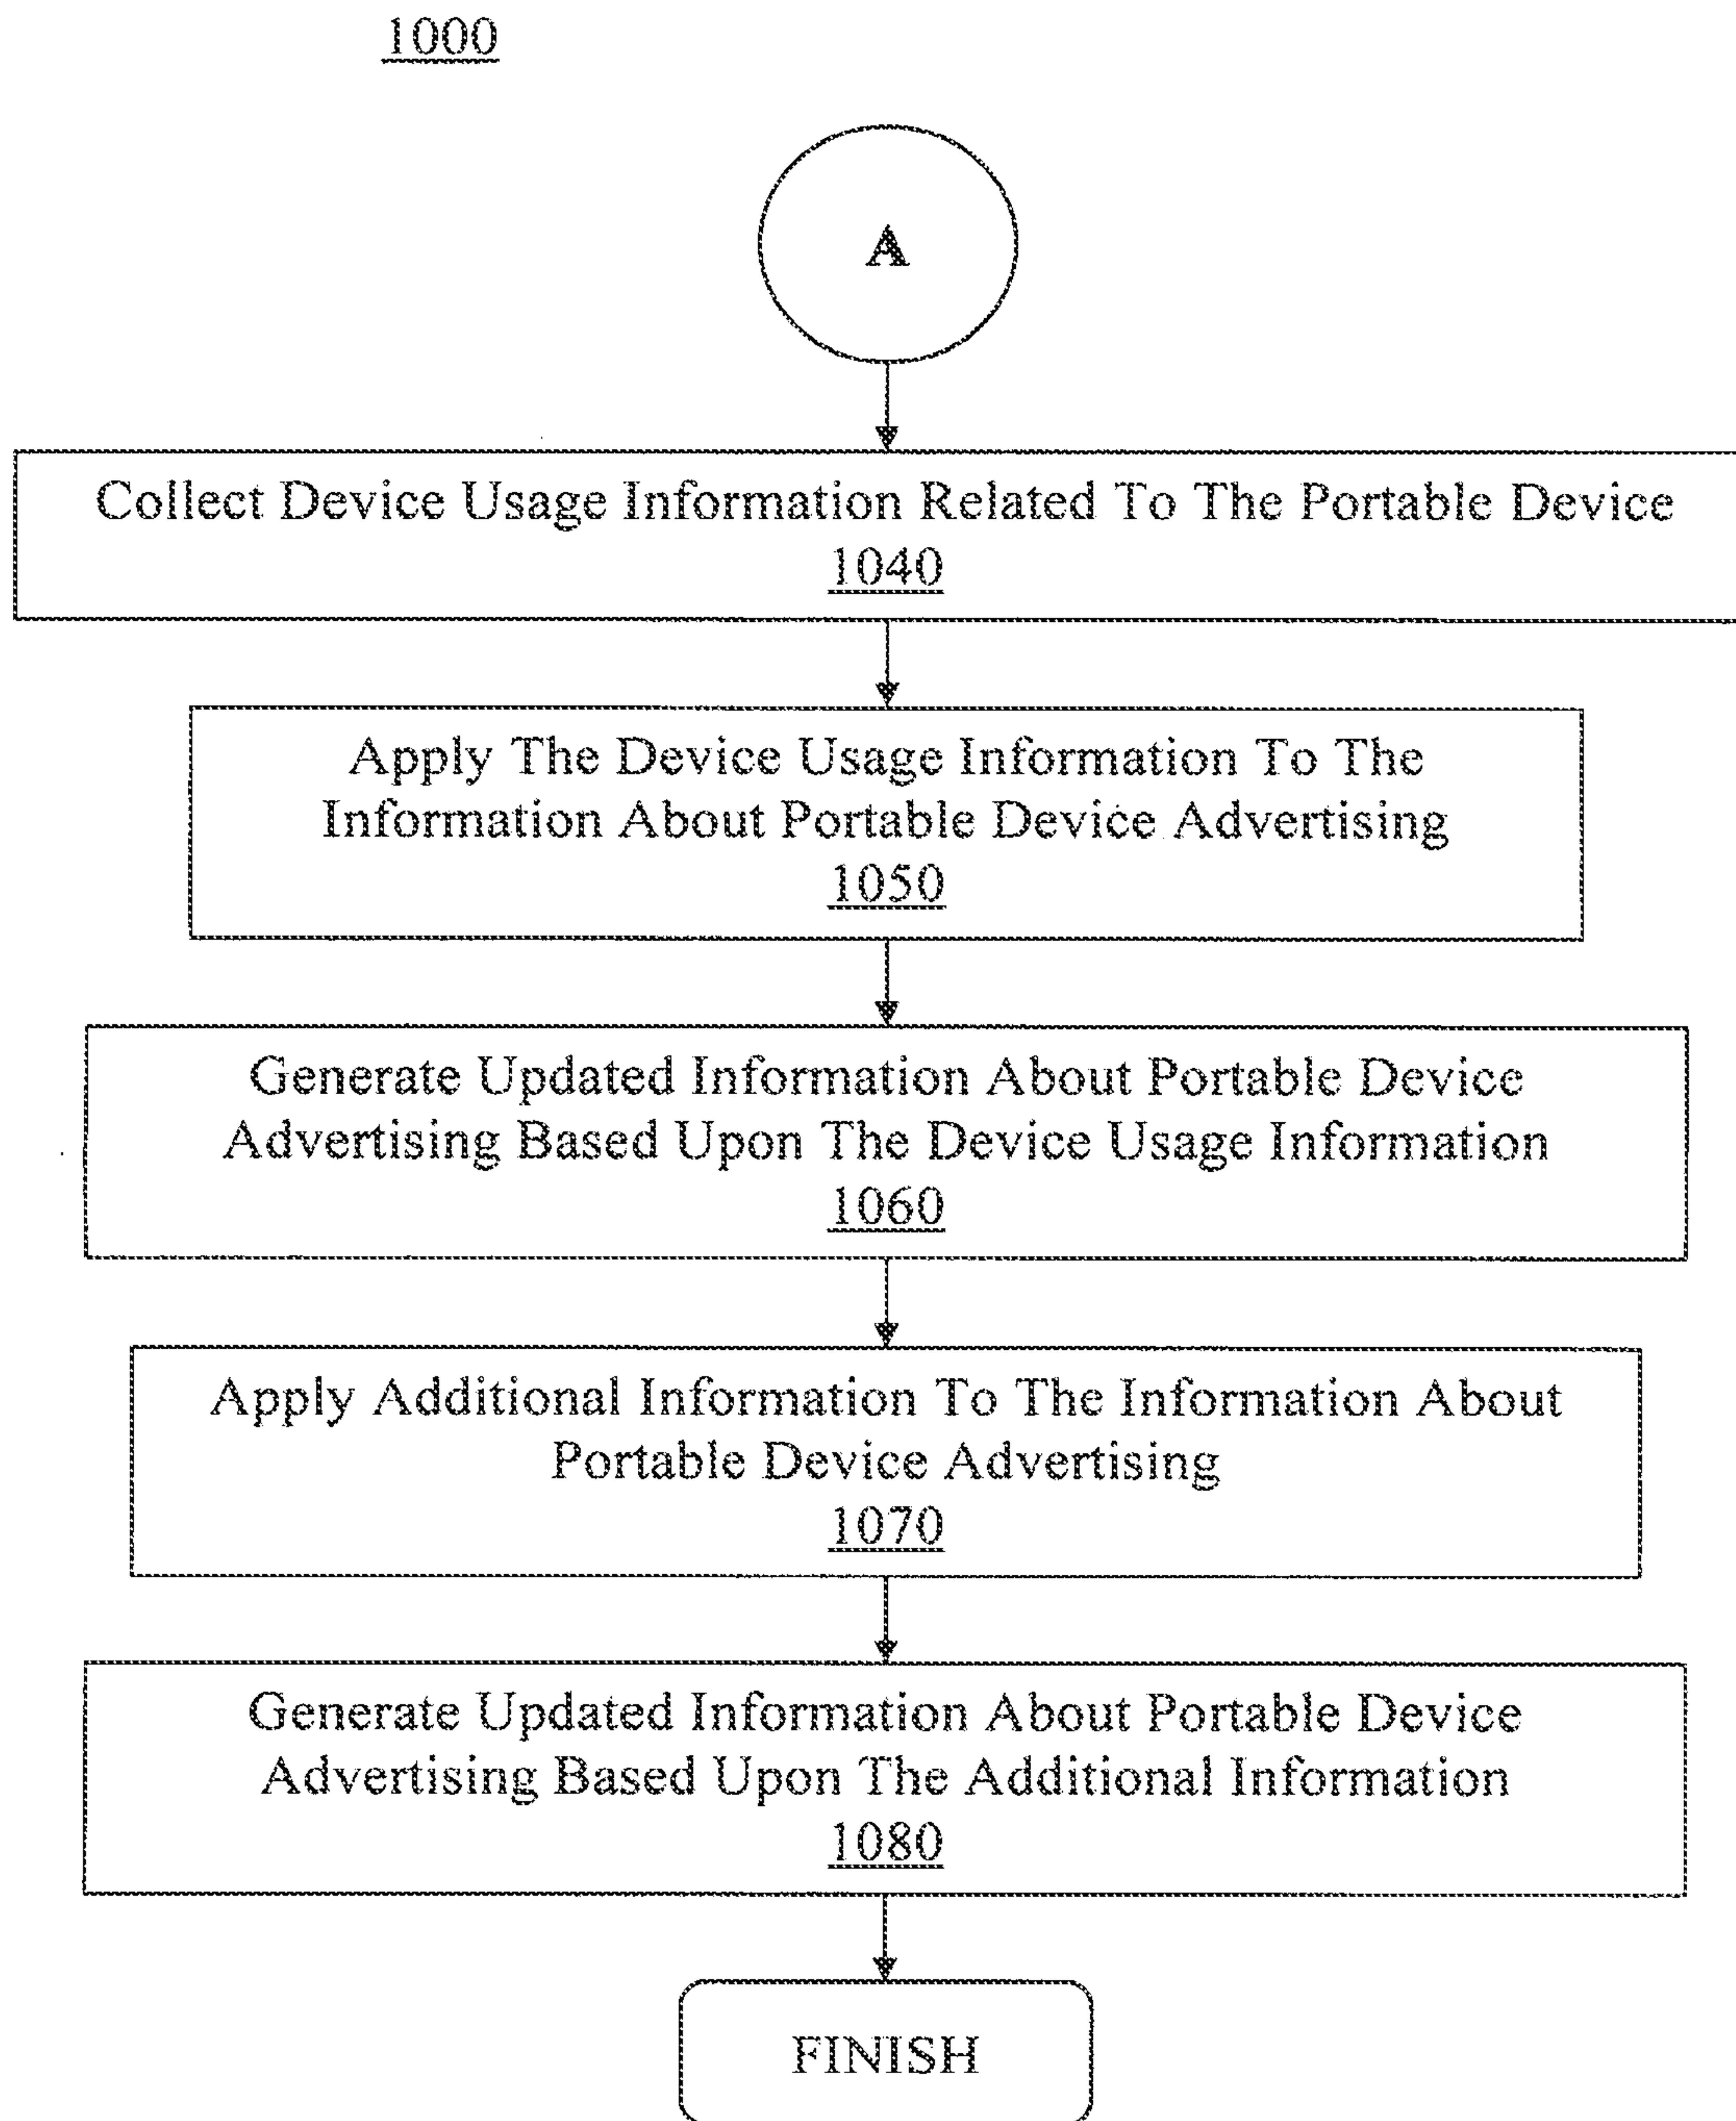 1000
A
Collect Device Usage Information Related To The Portable Device
1040
Apply The Device Usage Information To The
Information About Portable Device Advertising
1050
Generate Updated Information About Portable Device
Advertising Based Upon The Device Usage Information
1060
Apply Additional Information To The Information About
Portable Device Advertising
1070
Generate Updated Information About Portable Device
Advertising Based Upon The Additional Information
1080
FINISH